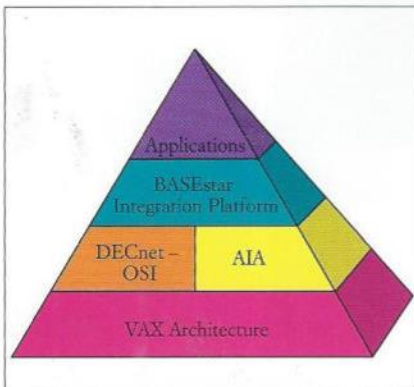 Applications
BASEstar
Integration Platform
DECnet –
OSI
AIA
VAX Architecture